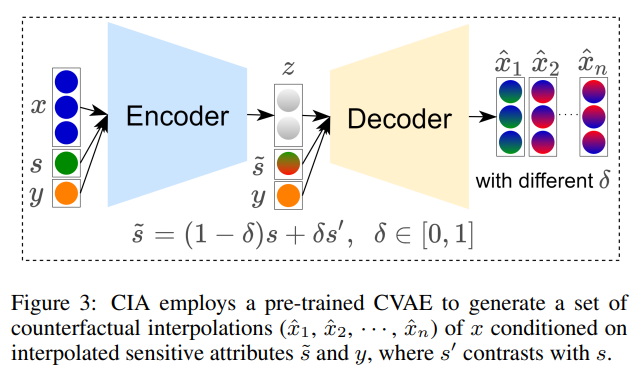 x
s
y
Encoder
z
s̃
y
Decoder
x̂₁ x̂₂ ⋯ x̂ₙ
with different δ
s̃ = (1 − δ)s + δs′, δ ∈ [0, 1]
Figure 3: CIA employs a pre-trained CVAE to generate a set of
counterfactual interpolations (x̂₁, x̂₂, ⋯, x̂ₙ) of x conditioned on
interpolated sensitive attributes s̃ and y, where s′ contrasts with s.